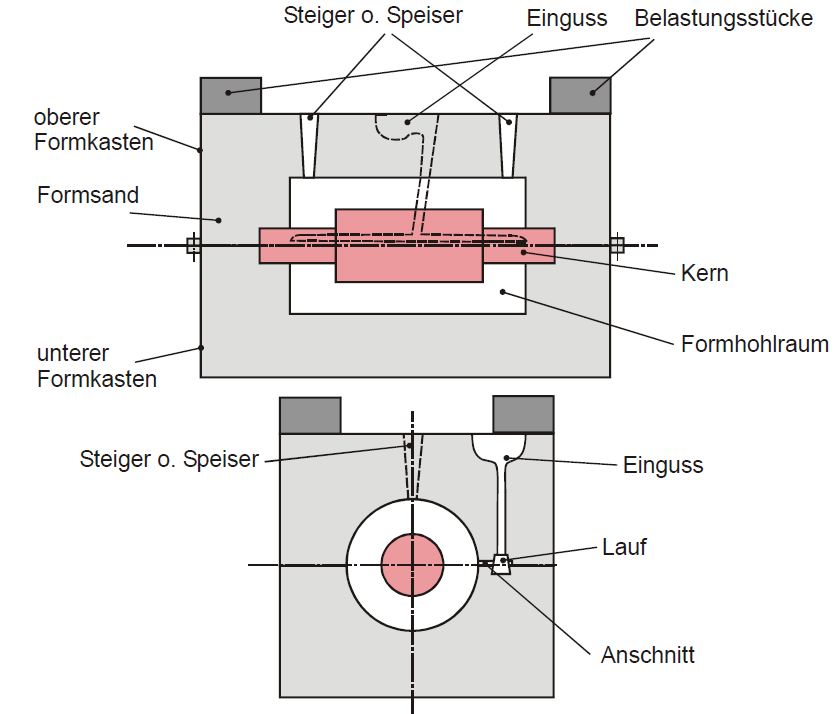 Steiger o. Speiser
Einguss
Belastungsstücke
oberer
Formkasten
Formsand
Kern
Formhohlraum
unterer
Formkasten
Steiger o. Speiser
Einguss
Lauf
Anschnitt